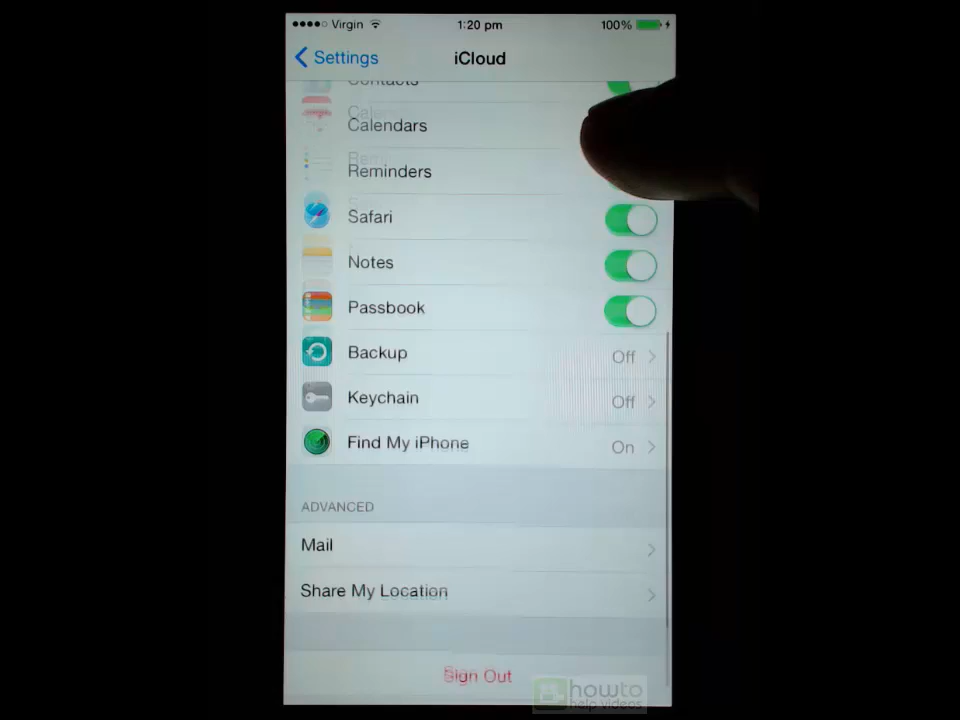 Virgin 1:20 pm 100%
Settings iCloud
Contacts
Calendars
Reminders
Safari
Notes
Passbook
Backup Off
Keychain Off
Find My iPhone On
ADVANCED
Mail
Share My Location
Sign Out
howto
help videos